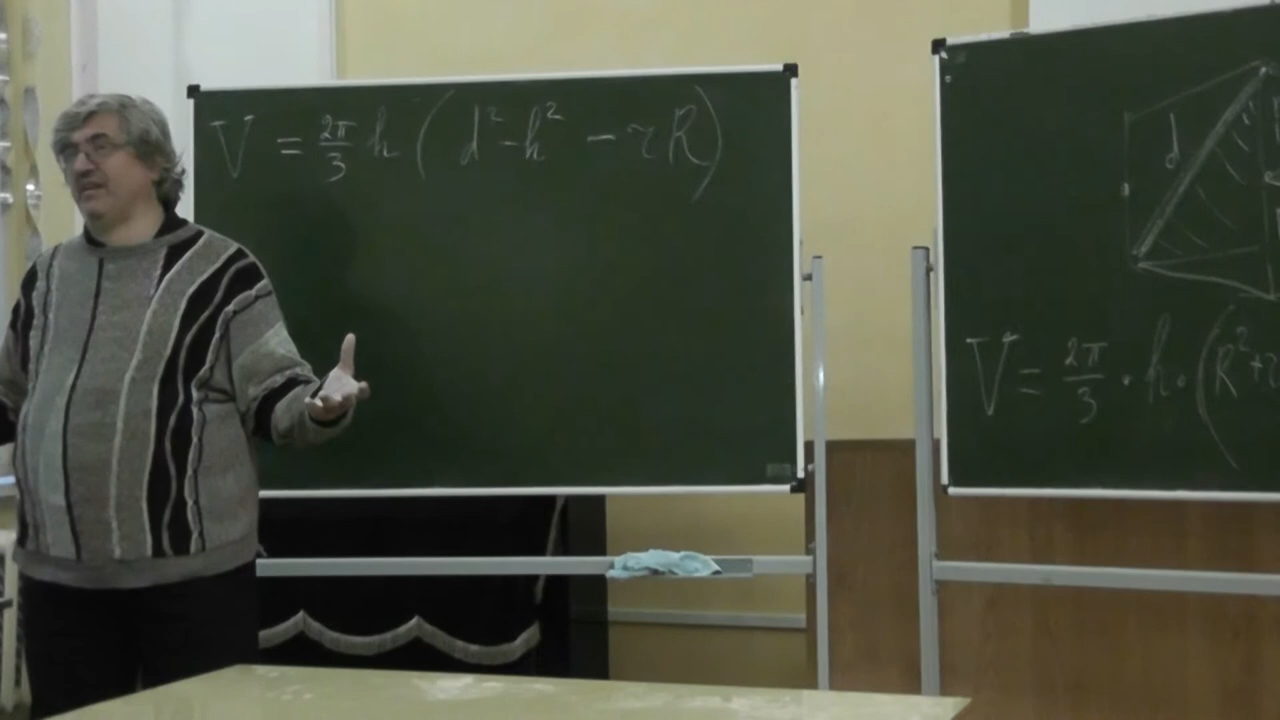 V = 2π/3 h ( d² - h² - rR )
d
V = 2π/3 · h · (R² +